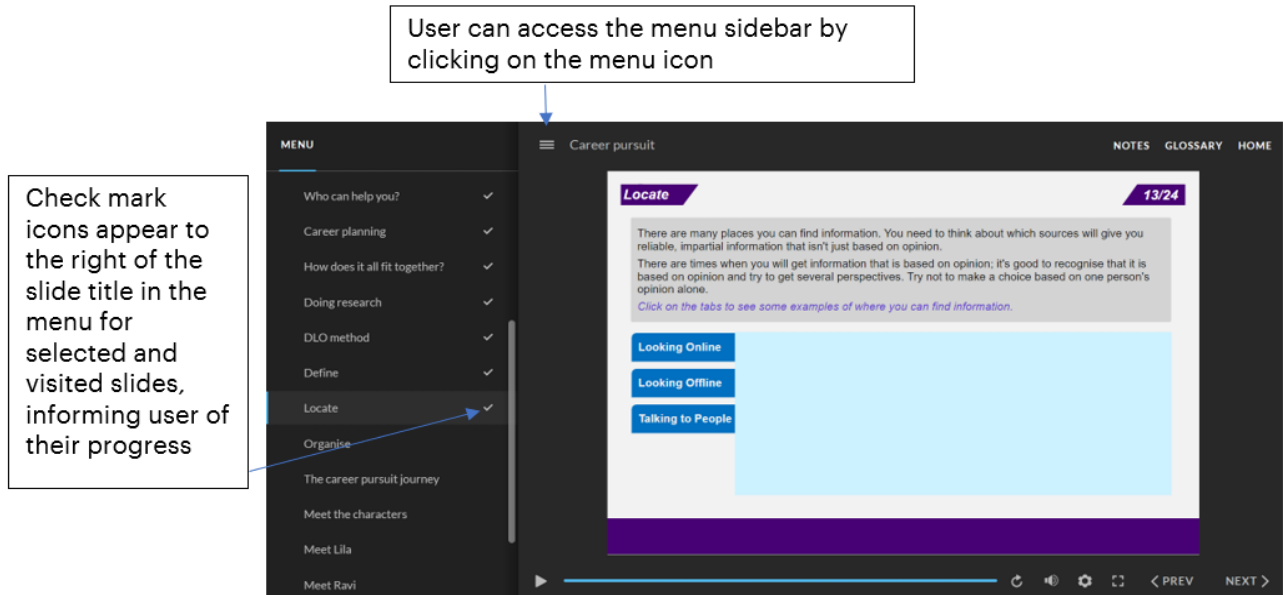 User can access the menu sidebar by
clicking on the menu icon
Check mark
icons appear to
the right of the
slide title in the
menu for
selected and
visited slides,
informing user of
their progress
MENU
Who can help you?
Career planning
How does it all fit together?
Doing research
DLO method
Define
Locate
Organise
The career pursuit journey
Meet the characters
Meet Lila
Meet Ravi
Career pursuit
NOTES GLOSSARY HOME
Locate
13/24
There are many places you can find information. You need to think about which sources will give you
reliable, impartial information that isn't just based on opinion.
There are times when you will get information that is based on opinion; it's good to recognise that it is
based on opinion and try to get several perspectives. Try not to make a choice based on one person's
opinion alone.
Click on the tabs to see some examples of where you can find information.
Looking Online
Looking Offline
Talking to People
PREV NEXT